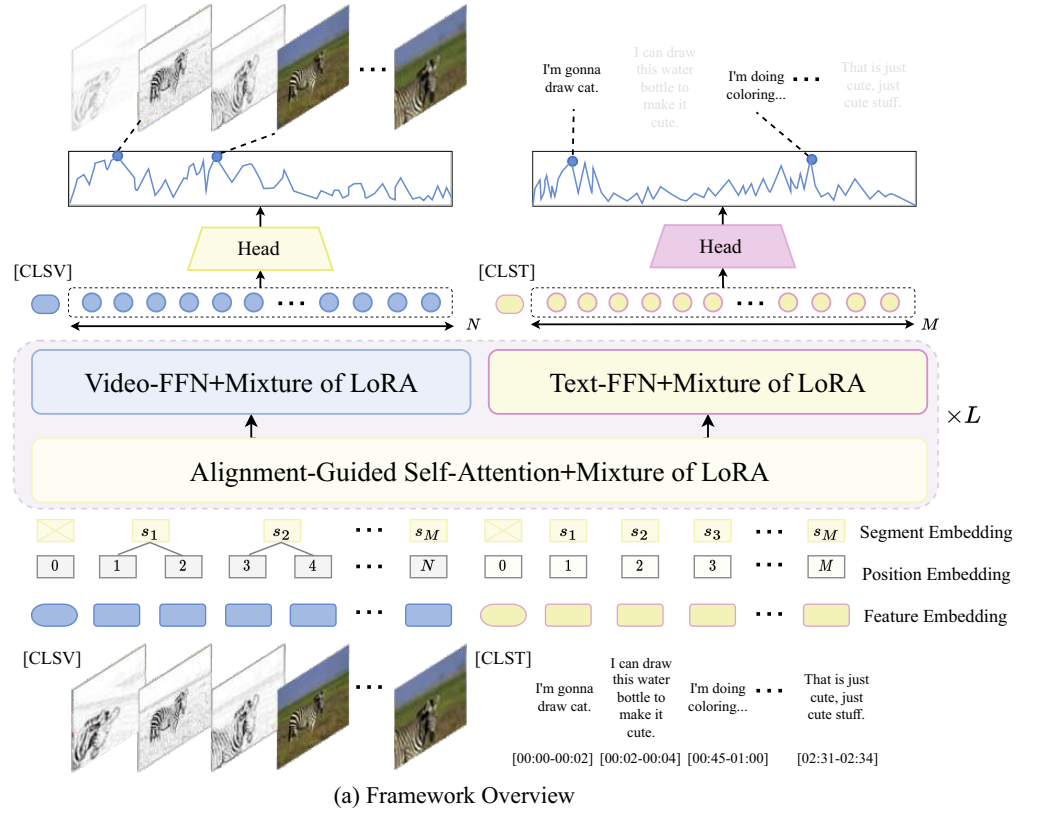 I'm gonna
draw cat.
I can draw
this water
bottle to
make it
cute.
I'm doing
coloring...
That is just
cute, just
cute stuff.
Head
Head
[CLSV]
[CLST]
N
M
Video-FFN+Mixture of LoRA
Text-FFN+Mixture of LoRA
×L
Alignment-Guided Self-Attention+Mixture of LoRA
s1 s2 sM s1 s2 s3 sM Segment Embedding
0 1 2 3 4 N 0 1 2 3 M Position Embedding
Feature Embedding
[CLSV]
[CLST]
I'm gonna
draw cat.
I can draw
this water
bottle to
make it
cute.
I'm doing
coloring...
That is just
cute, just
cute stuff.
[00:00-00:02] [00:02-00:04] [00:45-01:00] [02:31-02:34]
(a) Framework Overview